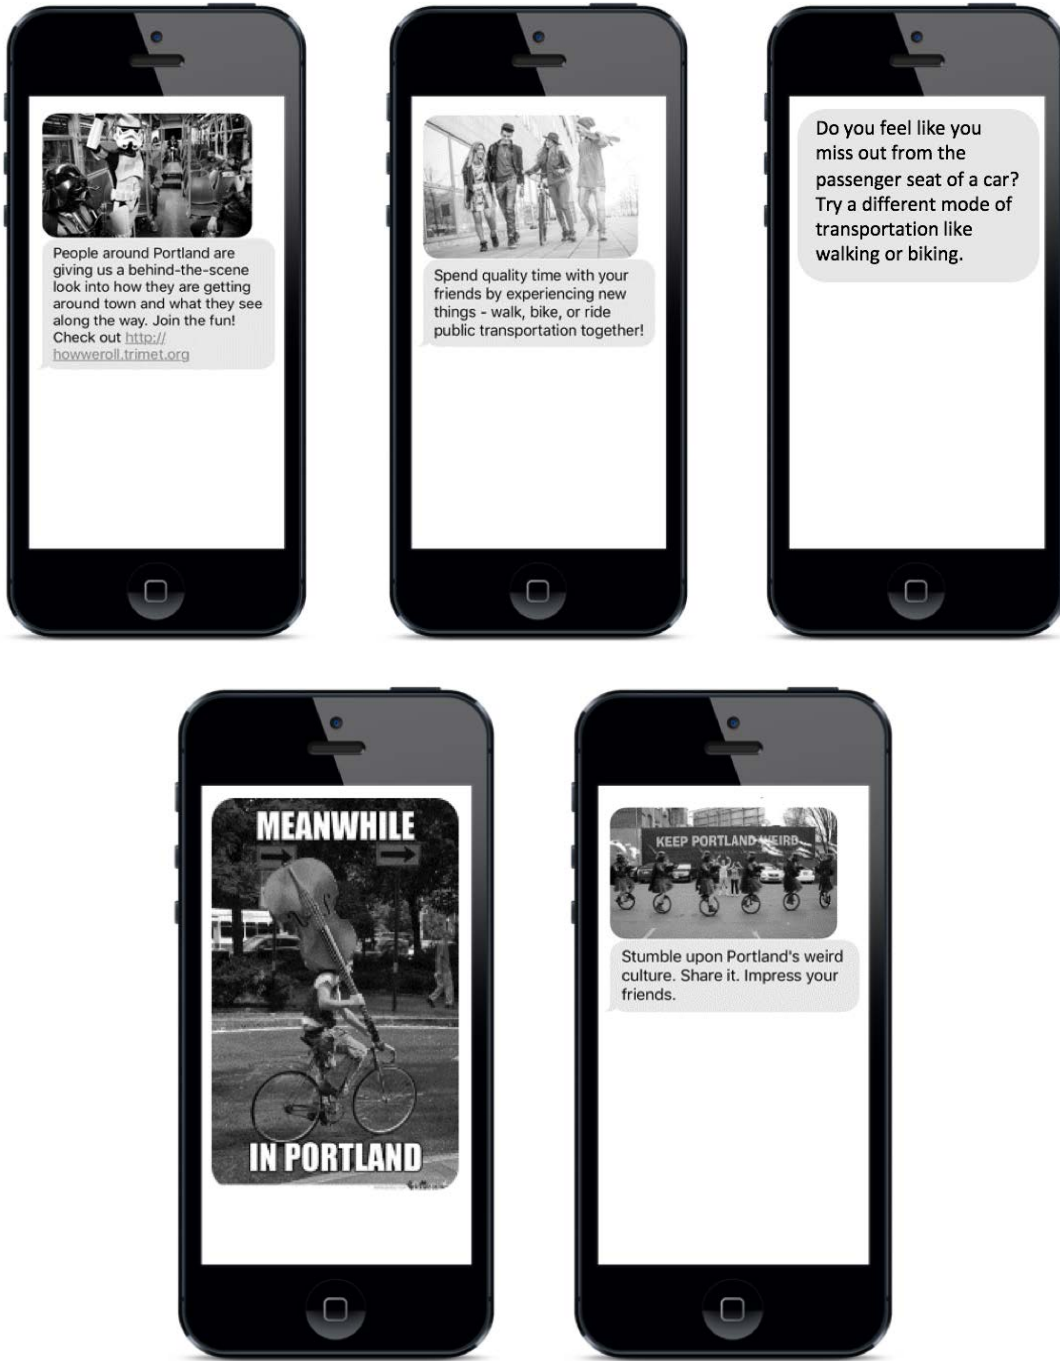 People around Portland are
giving us a behind-the-scene
look into how they are getting
around town and what they see
along the way. Join the fun!
Check out http://
howweroll.trimet.org
Spend quality time with your
friends by experiencing new
things - walk, bike, or ride
public transportation together!
Do you feel like you
miss out from the
passenger seat of a car?
Try a different mode of
transportation like
walking or biking.
MEANWHILE
IN PORTLAND
KEEP PORTLAND WEIRD
Stumble upon Portland's weird
culture. Share it. Impress your
friends.